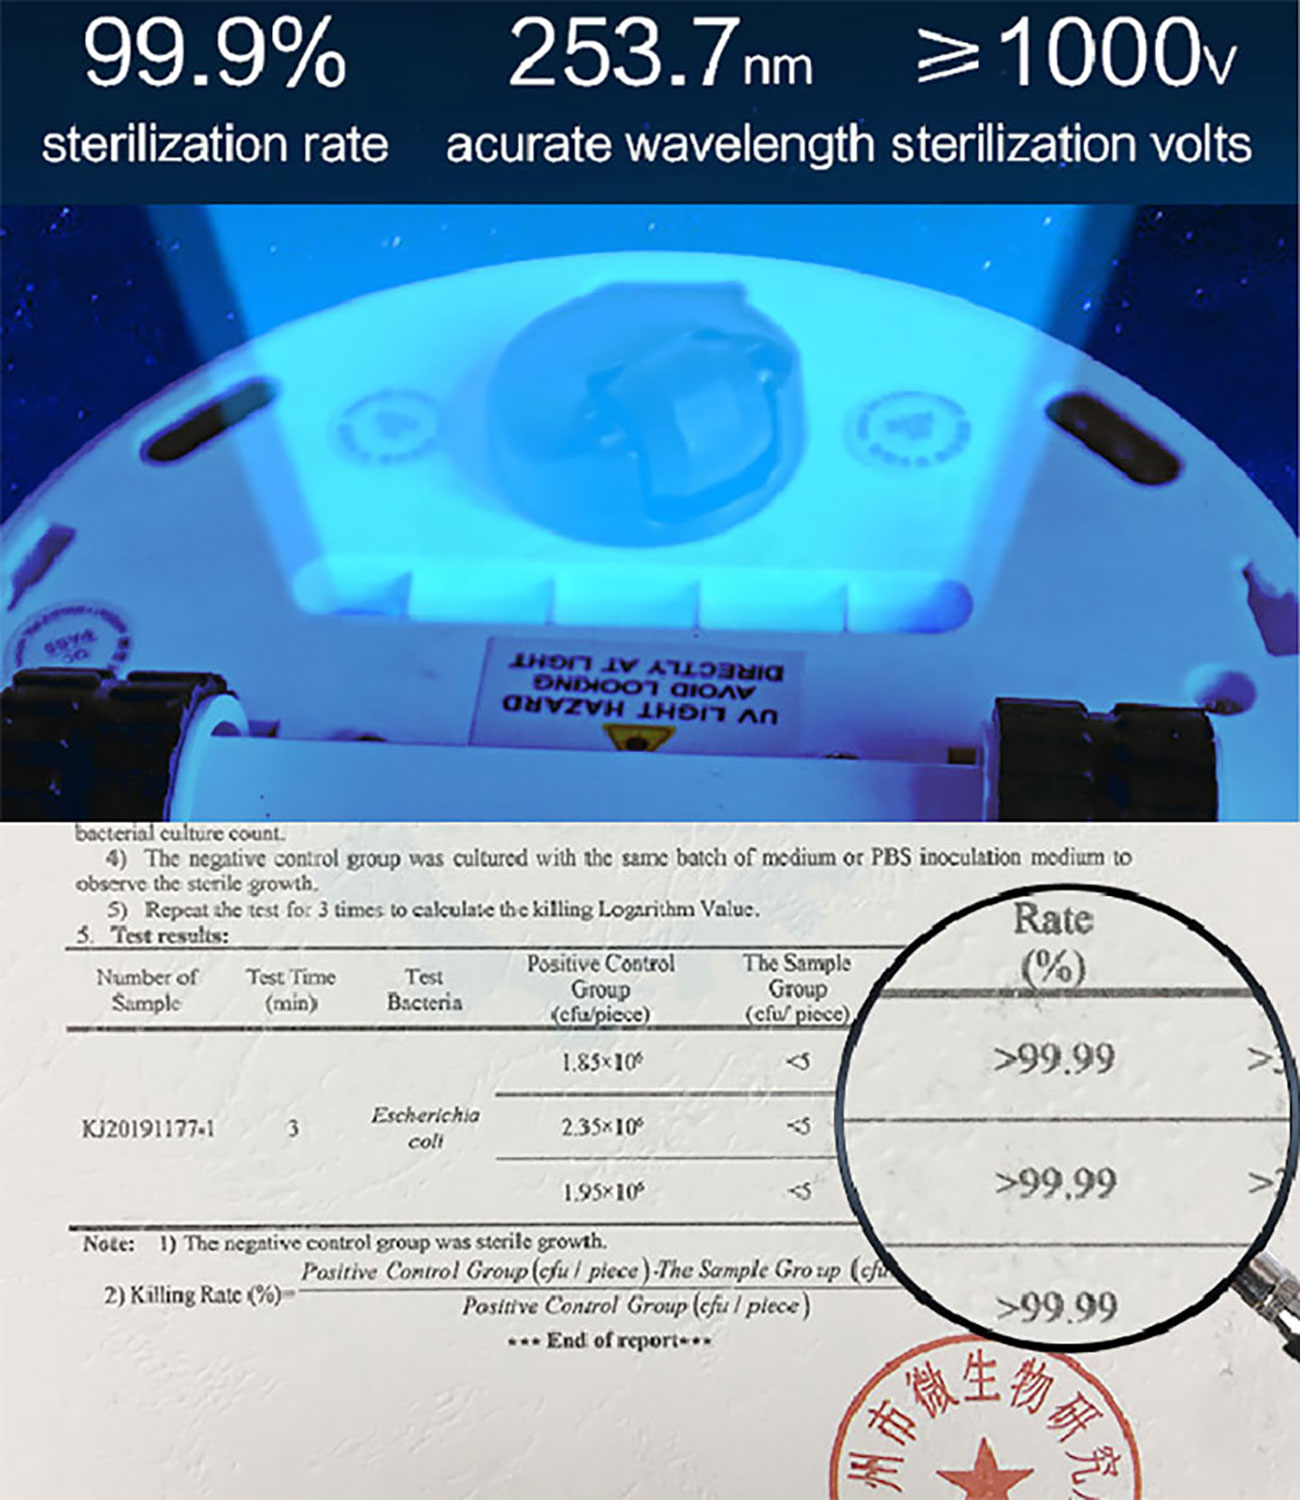 99.9% 253.7nm ≥1000v
sterilization rate acurate wavelength sterilization volts
UV LIGHT HAZARD
AVOID LOOKING
DIRECTLY AT LIGHT
QC
PASS
bacterial culture count.
4) The negative control group was cultured with the same batch of medium or PBS inoculation medium to
observe the sterile growth.
5) Repeat the test for 3 times to calculate the killing Logarithm Value.
5. Test results:
Number of Sample Test Time (min) Test Bacteria Positive Control Group (cfu/piece) The Sample Group (cfu/ piece) Rate (%)
1.85×10⁶ <5 >99.99 >
KJ20191177-1 3 Escherichia coli 2.35×10⁶ <5 >99.99 >
1.95×10⁶ <5 >99.99
Note: 1) The negative control group was sterile growth.
2) Killing Rate (%)= Positive Control Group (cfu / piece) -The Sample Group (cfu
Positive Control Group (cfu / piece)
*** End of report***
州市微生物研究